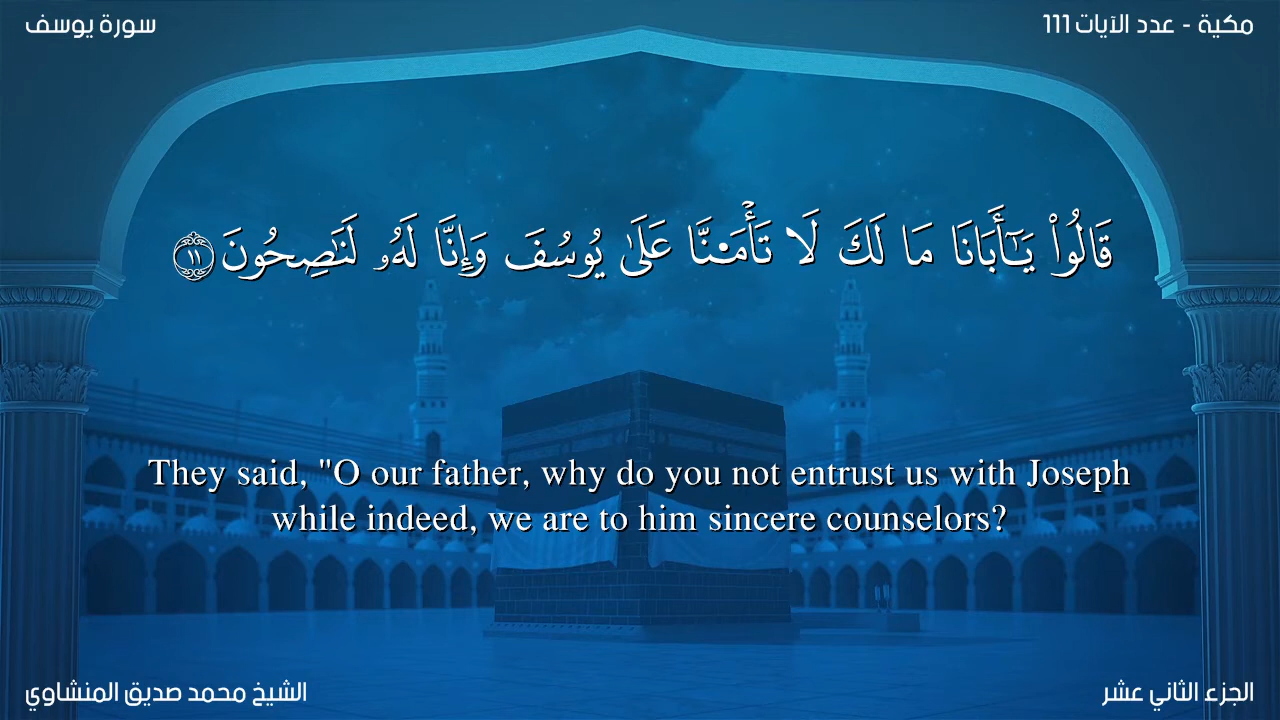 سورة يوسف
مكية - عدد الآيات 111
قَالُوا۟ يَـٰٓأَبَانَا مَا لَكَ لَا تَأْمَ۫نَّا عَلَىٰ يُوسُفَ وَإِنَّا لَهُۥ لَنَـٰصِحُونَ ١١
They said, "O our father, why do you not entrust us with Joseph
while indeed, we are to him sincere counselors?
الشيخ محمد صديق المنشاوي
الجزء الثاني عشر